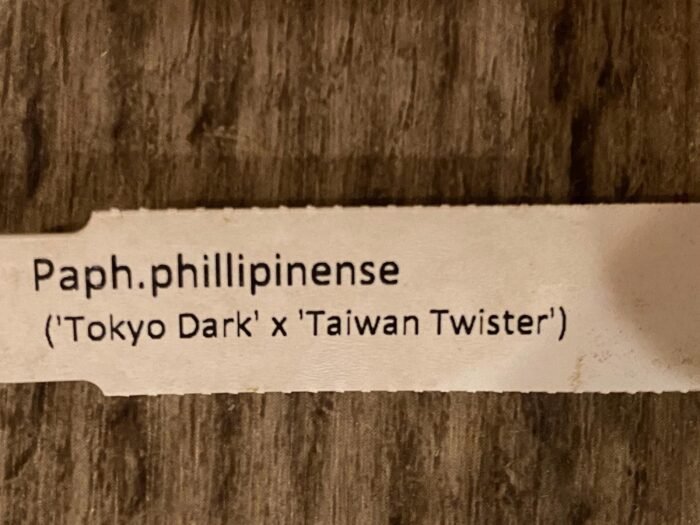 Paph.phillipinense
('Tokyo Dark' x 'Taiwan Twister')